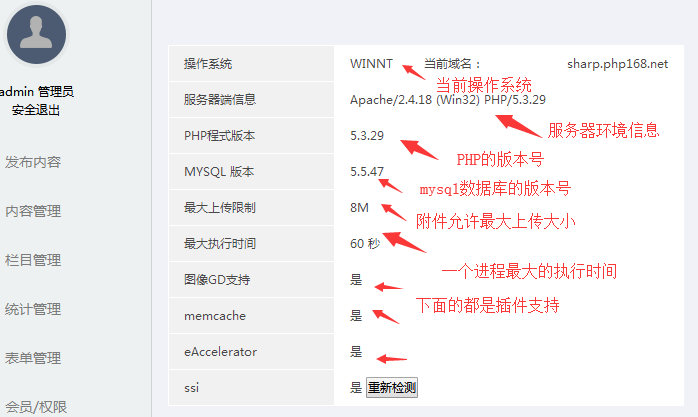 操作系统 WINNT 当前域名： sharp.php168.net
当前操作系统
服务器端信息 Apache/2.4.18 (Win32) PHP/5.3.29
服务器环境信息
PHP程式版本 5.3.29
PHP的版本号
MYSQL 版本 5.5.47
mysql数据库的版本号
最大上传限制 8M
附件允许最大上传大小
最大执行时间 60 秒
一个进程最大的执行时间
图像GD支持 是
下面的都是插件支持
memcache 是
eAccelerator 是
ssi 是 重新检测
admin 管理员
安全退出
发布内容
内容管理
栏目管理
统计管理
表单管理
会员/权限